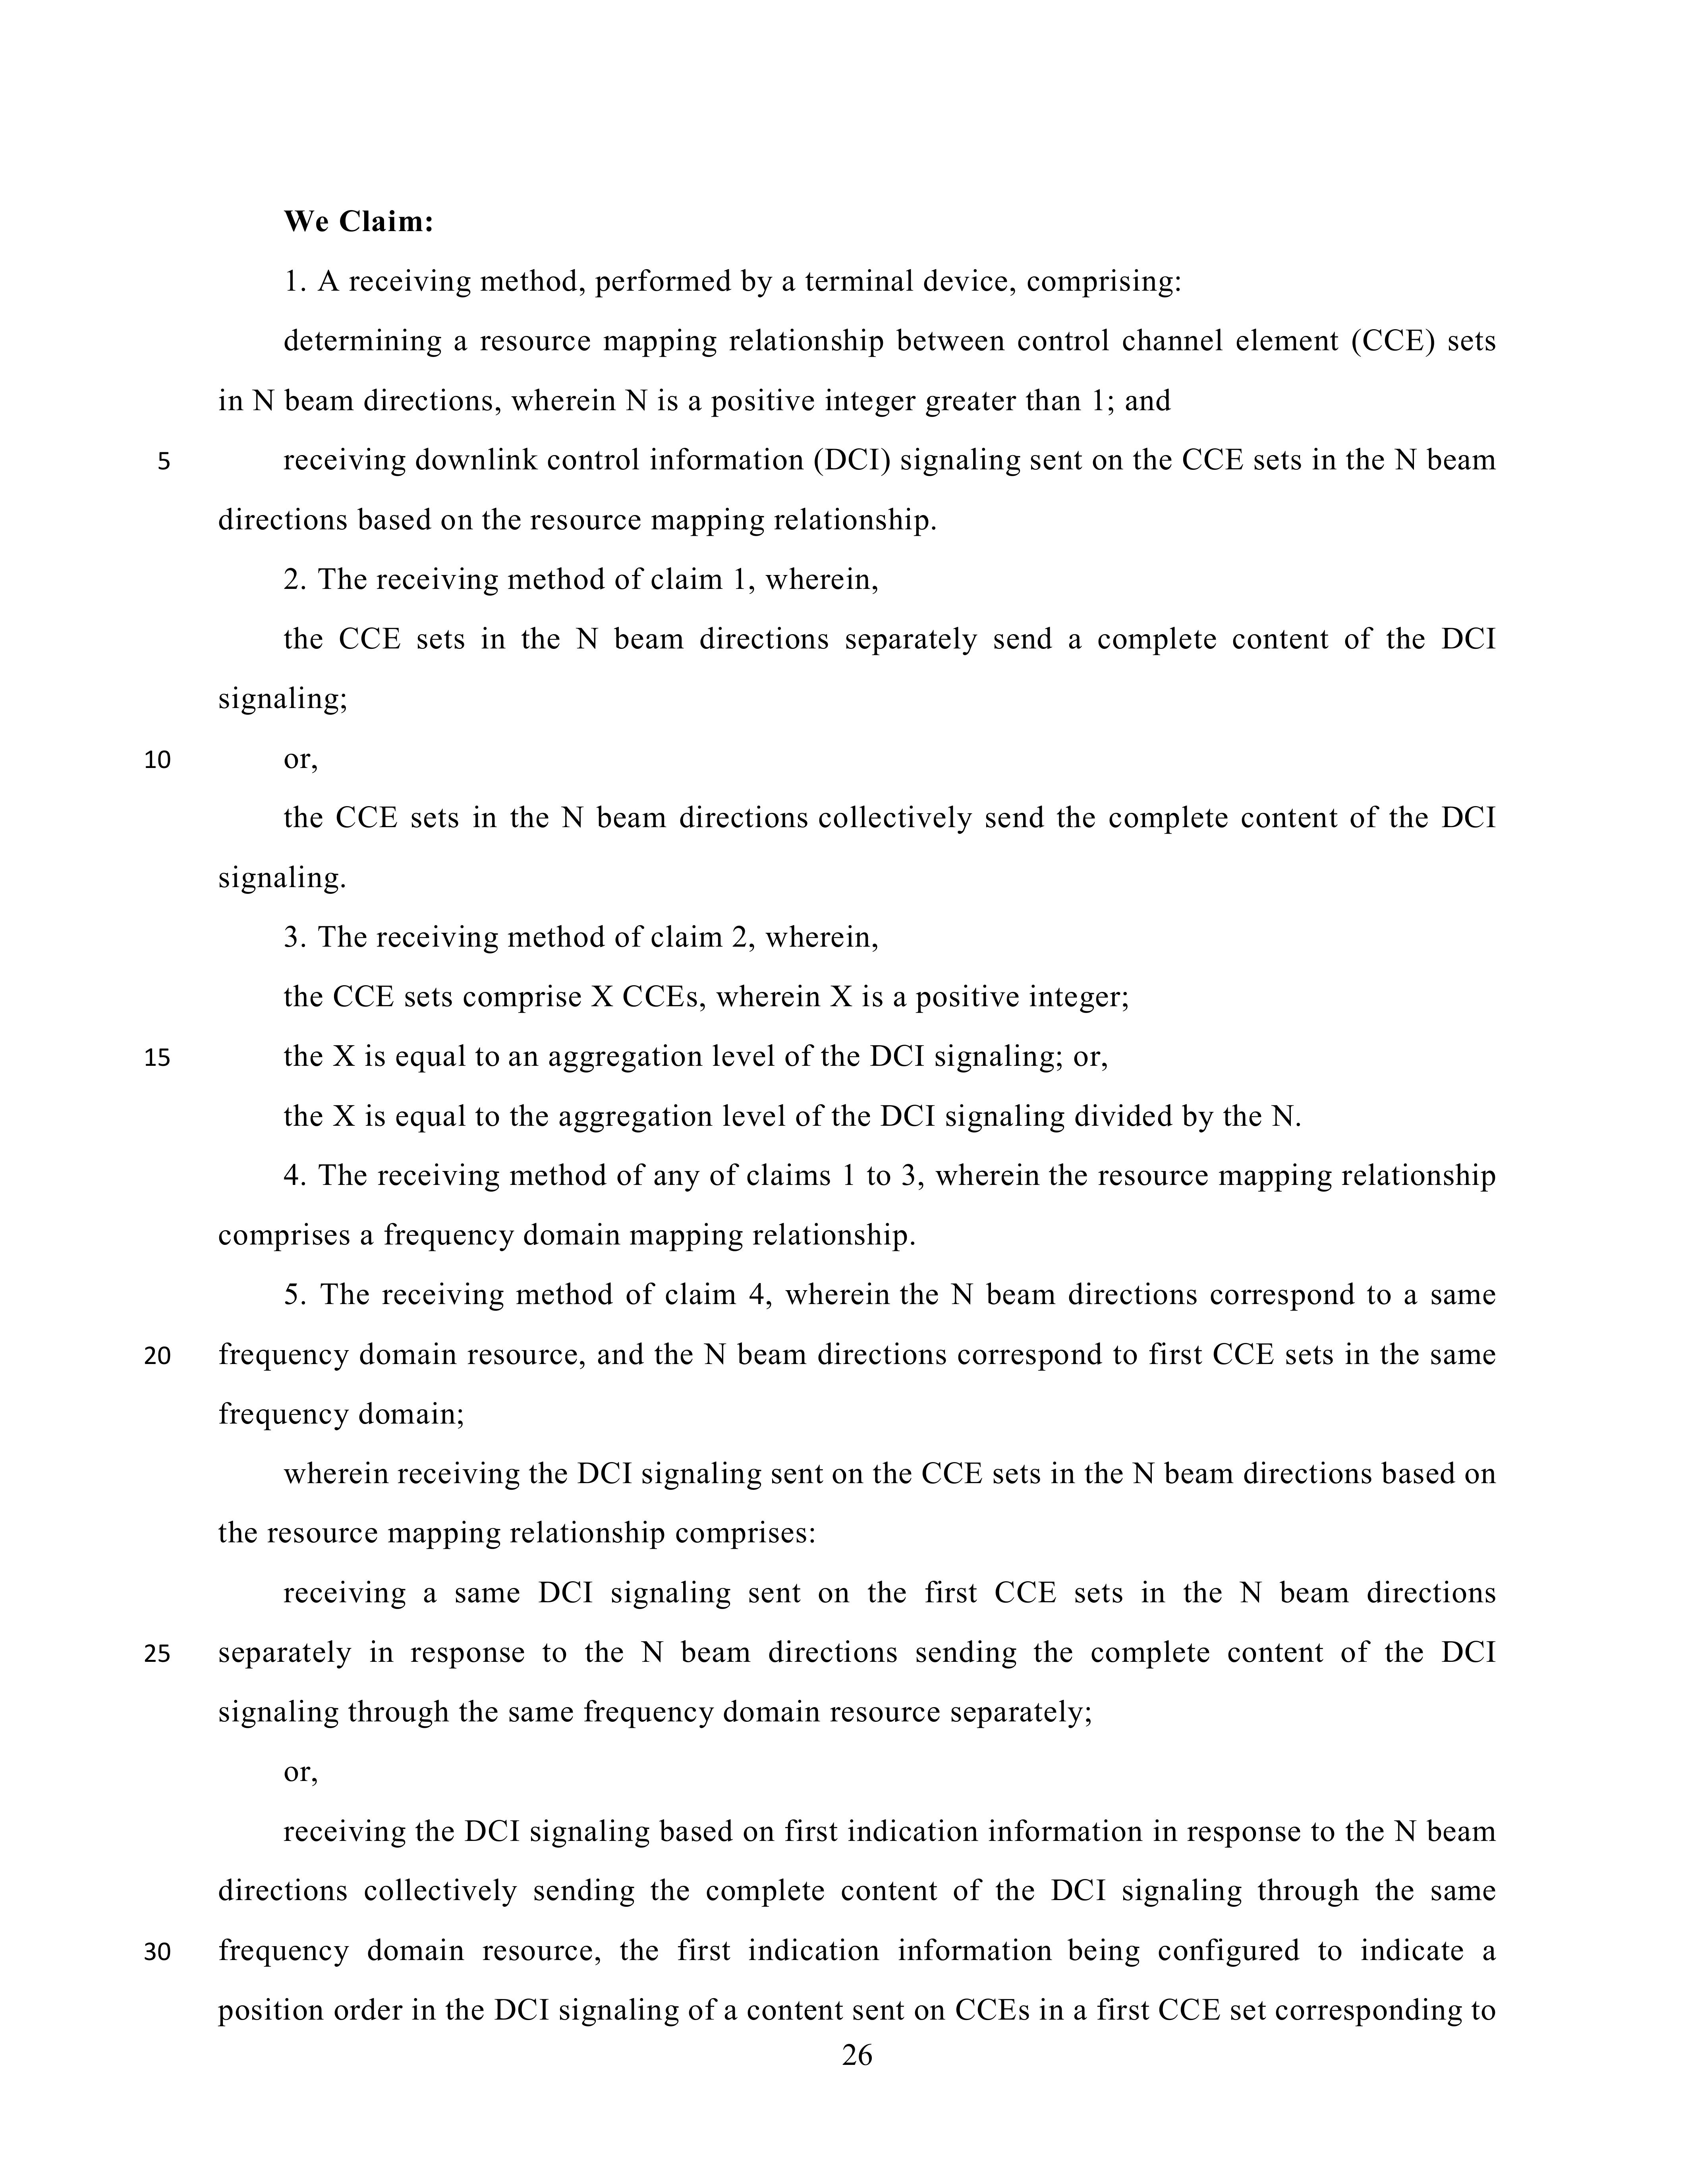 We Claim:
1. A receiving method, performed by a terminal device, comprising:
determining a resource mapping relationship between control channel element (CCE) sets
in N beam directions, wherein N is a positive integer greater than 1; and
5 receiving downlink control information (DCI) signaling sent on the CCE sets in the N beam
directions based on the resource mapping relationship.
2. The receiving method of claim 1, wherein,
the CCE sets in the N beam directions separately send a complete content of the DCI
signaling;
10 or,
the CCE sets in the N beam directions collectively send the complete content of the DCI
signaling.
3. The receiving method of claim 2, wherein,
the CCE sets comprise X CCEs, wherein X is a positive integer;
15 the X is equal to an aggregation level of the DCI signaling; or,
the X is equal to the aggregation level of the DCI signaling divided by the N.
4. The receiving method of any of claims 1 to 3, wherein the resource mapping relationship
comprises a frequency domain mapping relationship.
5. The receiving method of claim 4, wherein the N beam directions correspond to a same
20 frequency domain resource, and the N beam directions correspond to first CCE sets in the same
frequency domain;
wherein receiving the DCI signaling sent on the CCE sets in the N beam directions based on
the resource mapping relationship comprises:
receiving a same DCI signaling sent on the first CCE sets in the N beam directions
25 separately in response to the N beam directions sending the complete content of the DCI
signaling through the same frequency domain resource separately;
or,
receiving the DCI signaling based on first indication information in response to the N beam
directions collectively sending the complete content of the DCI signaling through the same
30 frequency domain resource, the first indication information being configured to indicate a
position order in the DCI signaling of a content sent on CCEs in a first CCE set corresponding to
26